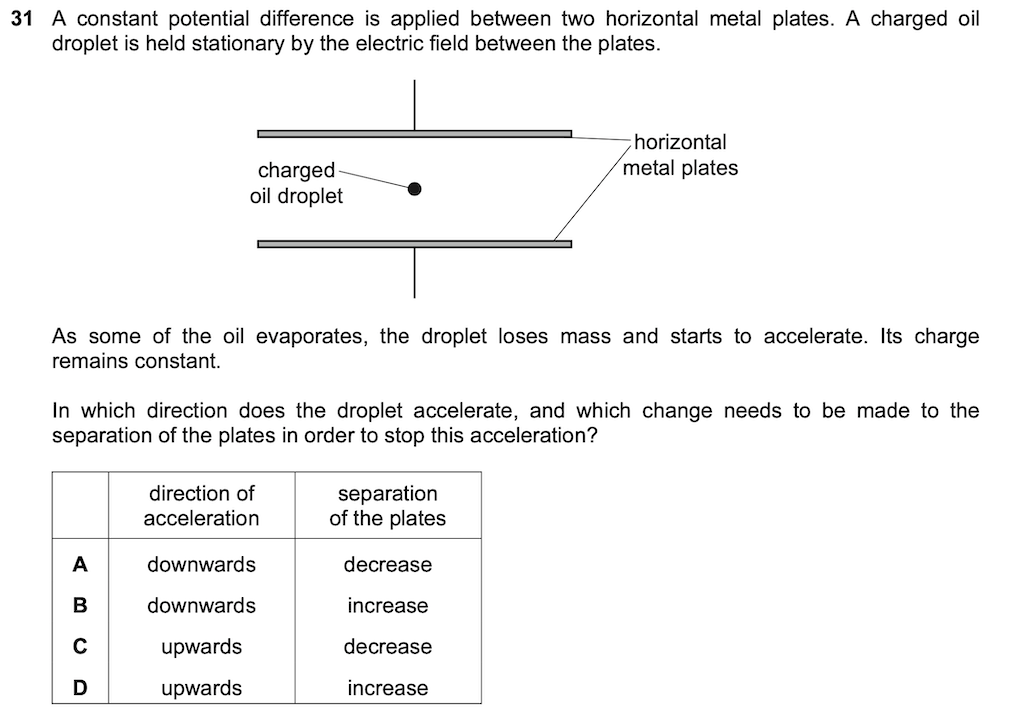 31 A constant potential difference is applied between two horizontal metal plates. A charged oil
droplet is held stationary by the electric field between the plates.
horizontal
metal plates
charged
oil droplet
As some of the oil evaporates, the droplet loses mass and starts to accelerate. Its charge
remains constant.
In which direction does the droplet accelerate, and which change needs to be made to the
separation of the plates in order to stop this acceleration?
direction of separation
acceleration of the plates
A downwards decrease
B downwards increase
C upwards decrease
D upwards increase